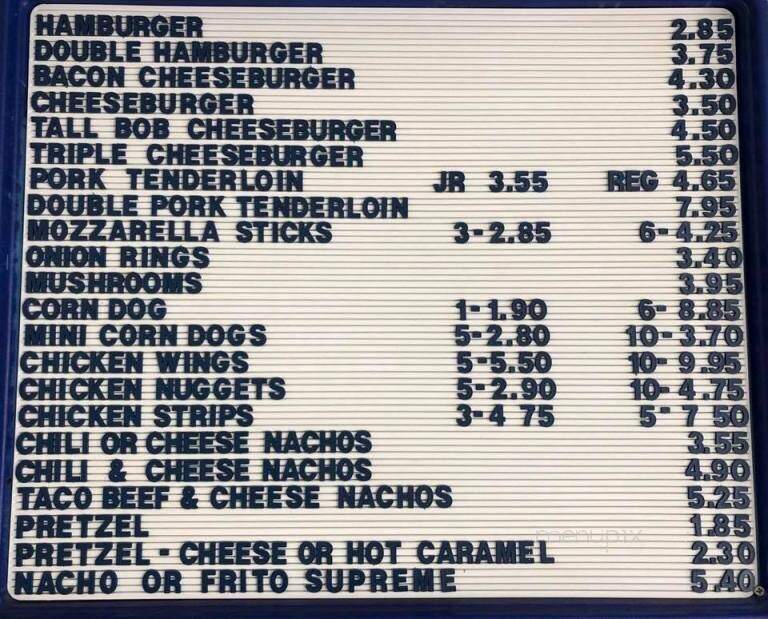 HAMBURGER 2.85
DOUBLE HAMBURGER 3.75
BACON CHEESEBURGER 4.30
CHEESEBURGER 3.50
TALL BOB CHEESEBURGER 4.50
TRIPLE CHEESEBURGER 5.50
PORK TENDERLOIN JR 3.55 REG 4.65
DOUBLE PORK TENDERLOIN 7.95
MOZZARELLA STICKS 3-2.85 6-4.25
ONION RINGS 3.40
MUSHROOMS 3.95
CORN DOG 1-1.90 6-8.85
MINI CORN DOGS 5-2.80 10-3.70
CHICKEN WINGS 5-5.50 10-9.95
CHICKEN NUGGETS 5-2.90 10-4.75
CHICKEN STRIPS 3-4 75 5-7 50
CHILI OR CHEESE NACHOS 3.55
CHILI & CHEESE NACHOS 4.90
TACO BEEF & CHEESE NACHOS 5.25
PRETZEL 1.85
menupix
PRETZEL - CHEESE OR HOT CARAMEL 2.30
NACHO OR FRITO SUPREME 5.40